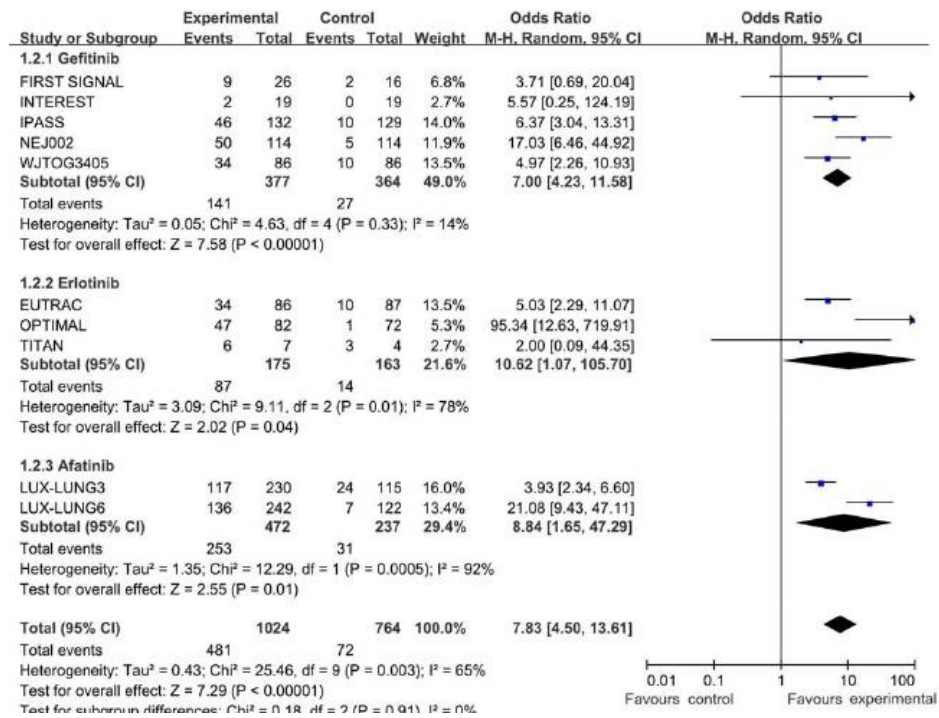 Experimental Control Odds Ratio Odds Ratio
Study or Subgroup Events Total Events Total Weight M-H, Random, 95% CI M-H, Random, 95% CI
1.2.1 Gefitinib
FIRST SIGNAL 9 26 2 16 6.8% 3.71 [0.69, 20.04]
INTEREST 2 19 0 19 2.7% 5.57 [0.25, 124.19]
IPASS 46 132 10 129 14.0% 6.37 [3.04, 13.31]
NEJ002 50 114 5 114 11.9% 17.03 [6.46, 44.92]
WJTOG3405 34 86 10 86 13.5% 4.97 [2.26, 10.93]
Subtotal (95% CI) 377 364 49.0% 7.00 [4.23, 11.58]
Total events 141 27
Heterogeneity: Tau² = 0.05; Chi² = 4.63, df = 4 (P = 0.33); I² = 14%
Test for overall effect: Z = 7.58 (P < 0.00001)
1.2.2 Erlotinib
EUTRAC 34 86 10 87 13.5% 5.03 [2.29, 11.07]
OPTIMAL 47 82 1 72 5.3% 95.34 [12.63, 719.91]
TITAN 6 7 3 4 2.7% 2.00 [0.09, 44.35]
Subtotal (95% CI) 175 163 21.6% 10.62 [1.07, 105.70]
Total events 87 14
Heterogeneity: Tau² = 3.09; Chi² = 9.11, df = 2 (P = 0.01); I² = 78%
Test for overall effect: Z = 2.02 (P = 0.04)
1.2.3 Afatinib
LUX-LUNG3 117 230 24 115 16.0% 3.93 [2.34, 6.60]
LUX-LUNG6 136 242 7 122 13.4% 21.08 [9.43, 47.11]
Subtotal (95% CI) 472 237 29.4% 8.84 [1.65, 47.29]
Total events 253 31
Heterogeneity: Tau² = 1.35; Chi² = 12.29, df = 1 (P = 0.0005); I² = 92%
Test for overall effect: Z = 2.55 (P = 0.01)
Total (95% CI) 1024 764 100.0% 7.83 [4.50, 13.61]
Total events 481 72
Heterogeneity: Tau² = 0.43; Chi² = 25.46, df = 9 (P = 0.003); I² = 65%
Test for overall effect: Z = 7.29 (P < 0.00001)
Test for subgroup differences: Chi² = 0.18, df = 2 (P = 0.91), I² = 0%
0.01 0.1 1 10 100
Favours control Favours experimental